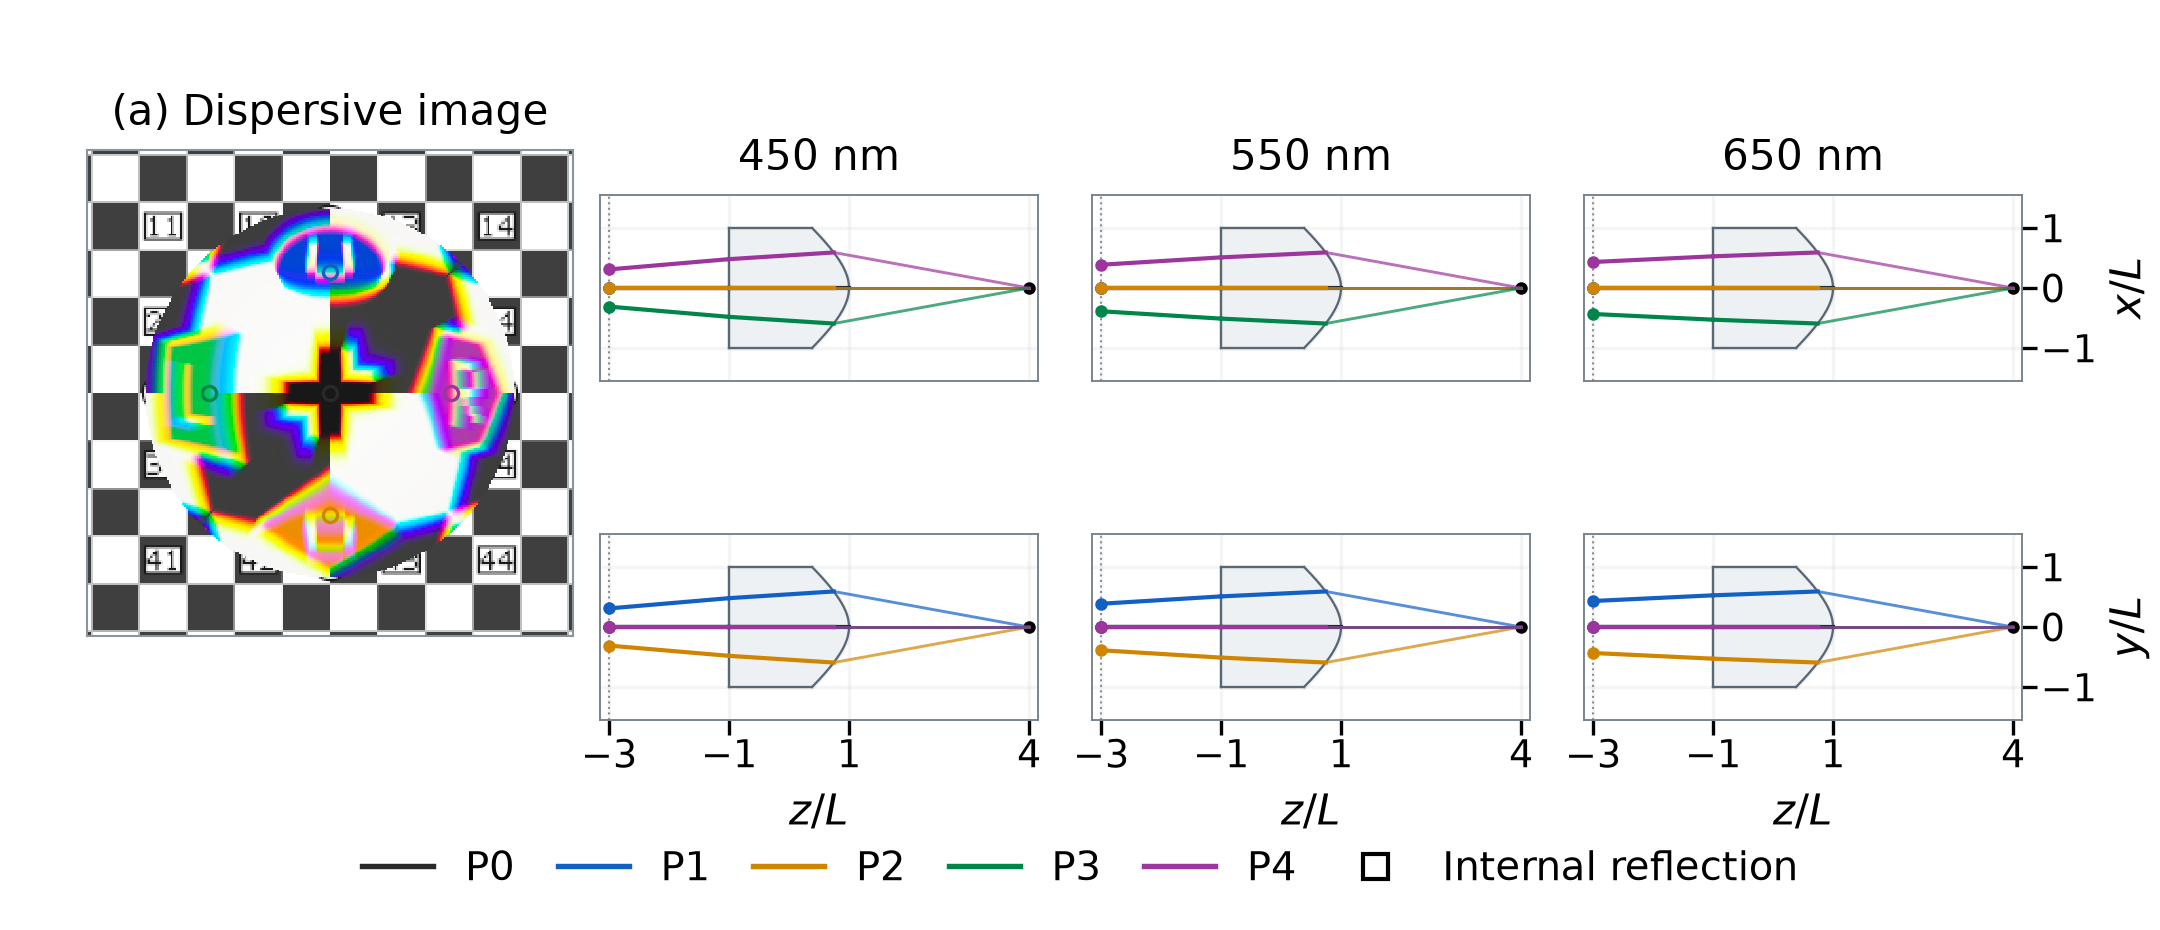 (a) Dispersive image
450 nm
550 nm
650 nm
11
14
L
R
41
44
1
0
−1
x/L
1
0
−1
y/L
−3
−1
1
4
−3
−1
1
4
−3
−1
1
4
z/L
z/L
z/L
P0
P1
P2
P3
P4
Internal reflection